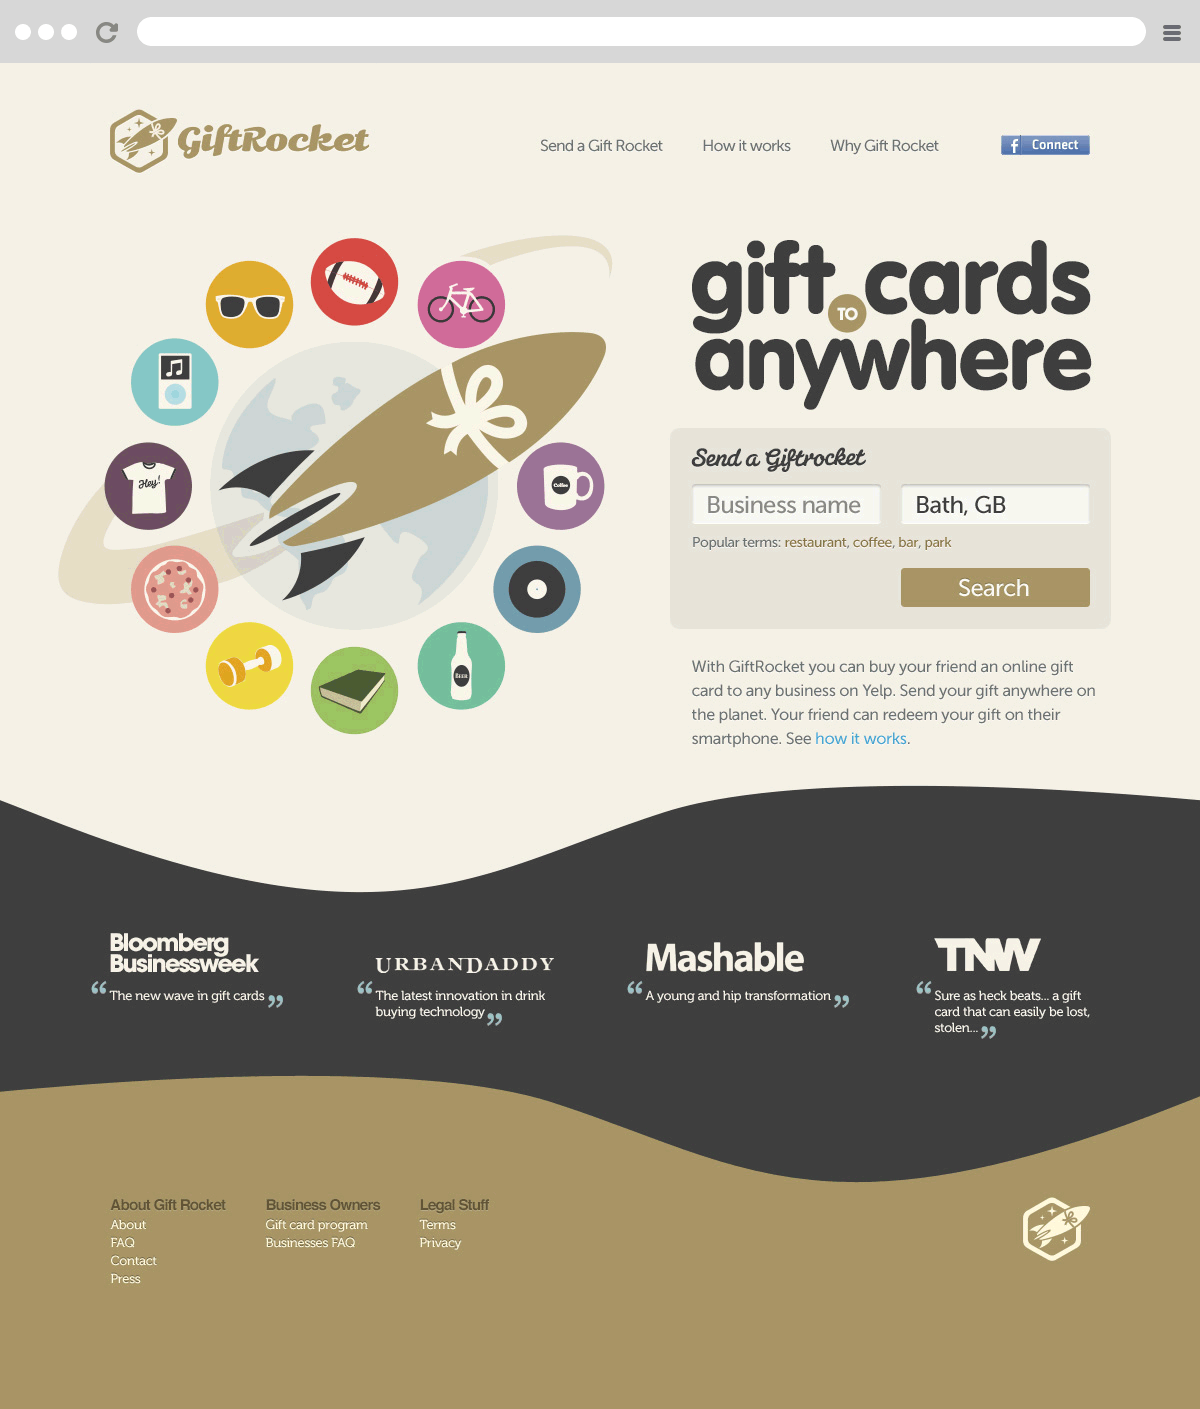 GiftRocket
Send a Gift Rocket
How it works
Why Gift Rocket
f Connect
gift cards
TO
anywhere
Hey!
Coffee
BEER
Send a Giftrocket
Business name
Bath, GB
Popular terms: restaurant, coffee, bar, park
Search
With GiftRocket you can buy your friend an online gift
card to any business on Yelp. Send your gift anywhere on
the planet. Your friend can redeem your gift on their
smartphone. See how it works.
Bloomberg
Businessweek
“ The new wave in gift cards ”
URBANDADDY
“ The latest innovation in drink
buying technology ”
Mashable
“ A young and hip transformation ”
TNW
“ Sure as heck beats... a gift
card that can easily be lost,
stolen... ”
About Gift Rocket
About
FAQ
Contact
Press
Business Owners
Gift card program
Businesses FAQ
Legal Stuff
Terms
Privacy